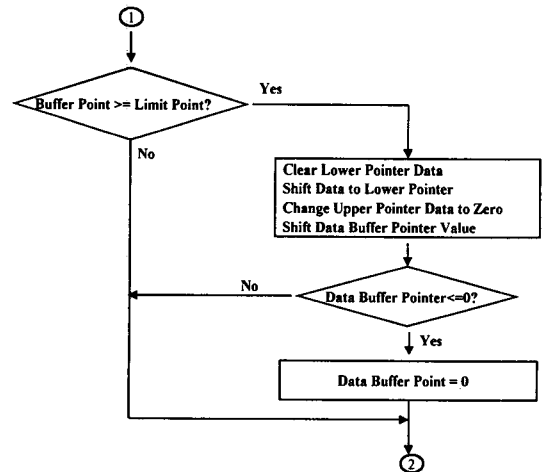 1
Buffer Point >= Limit Point?
Yes
No
Clear Lower Pointer Data
Shift Data to Lower Pointer
Change Upper Pointer Data to Zero
Shift Data Buffer Pointer Value
Data Buffer Pointer<=0?
No
Yes
Data Buffer Point = 0
2